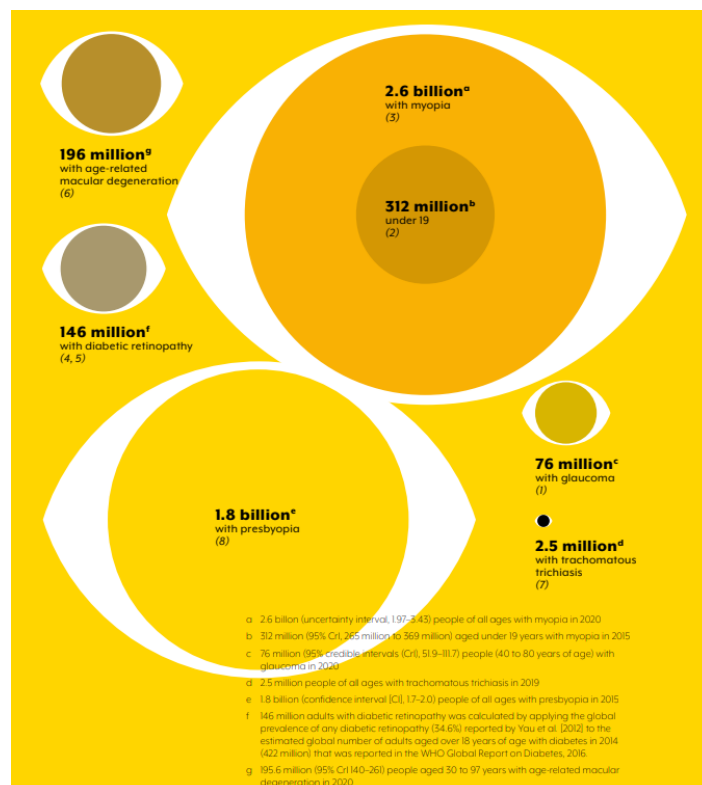 2.6 billionᵃ
with myopia
(3)
312 millionᵇ
under 19
(2)
196 millionᵍ
with age-related
macular degeneration
(6)
146 millionᶠ
with diabetic retinopathy
(4, 5)
76 millionᶜ
with glaucoma
(1)
1.8 billionᵉ
with presbyopia
(8)
2.5 millionᵈ
with trachomatous
trichiasis
(7)
a 2.6 billon (uncertainty interval, 1.97–3.43) people of all ages with myopia in 2020
b 312 million (95% CrI, 265 million to 369 million) aged under 19 years with myopia in 2015
c 76 million (95% credible intervals (CrI), 51.9–111.7) people (40 to 80 years of age) with
glaucoma in 2020
d 2.5 million people of all ages with trachomatous trichiasis in 2019
e 1.8 billion (confidence interval [CI], 1.7–2.0) people of all ages with presbyopia in 2015
f 146 million adults with diabetic retinopathy was calculated by applying the global
prevalence of any diabetic retinopathy (34.6%) reported by Yau et al. [2012] to the
estimated global number of adults aged over 18 years of age with diabetes in 2014
(422 million) that was reported in the WHO Global Report on Diabetes, 2016.
g 195.6 million (95% CrI 140–261) people aged 30 to 97 years with age-related macular
degeneration in 2020